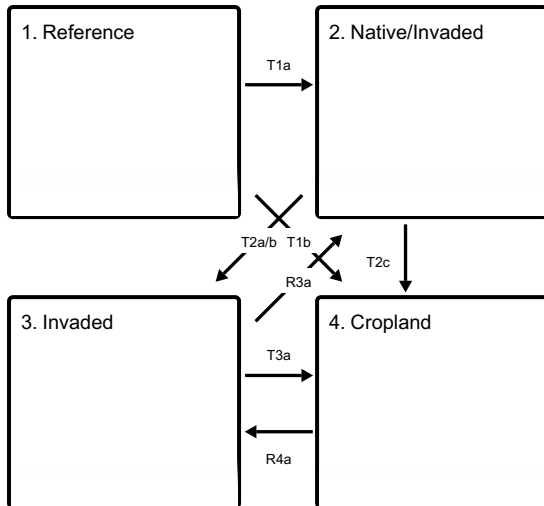 1. Reference
2. Native/Invaded
T1a
T2a/b
T1b
T2c
R3a
3. Invaded
4. Cropland
T3a
R4a